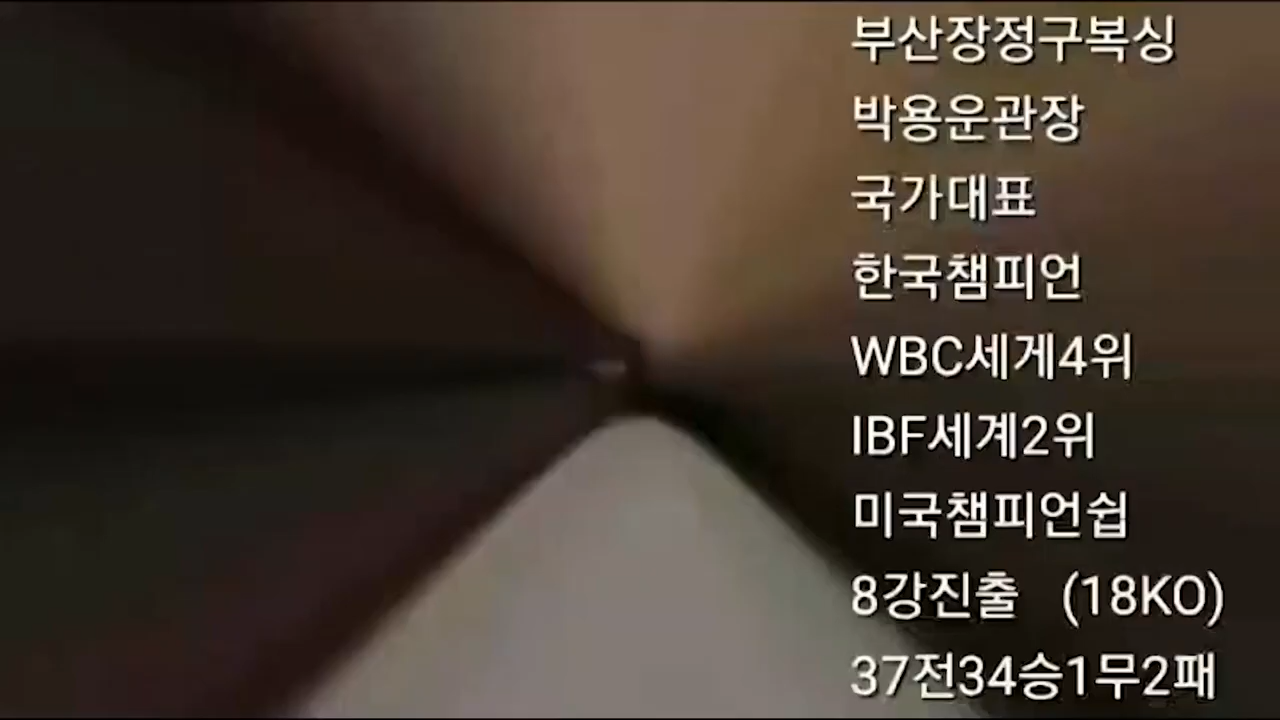 부산장정구복싱
박용운관장
국가대표
한국챔피언
WBC세게4위
IBF세계2위
미국챔피언쉽
8강진출 (18KO)
37전34승1무2패